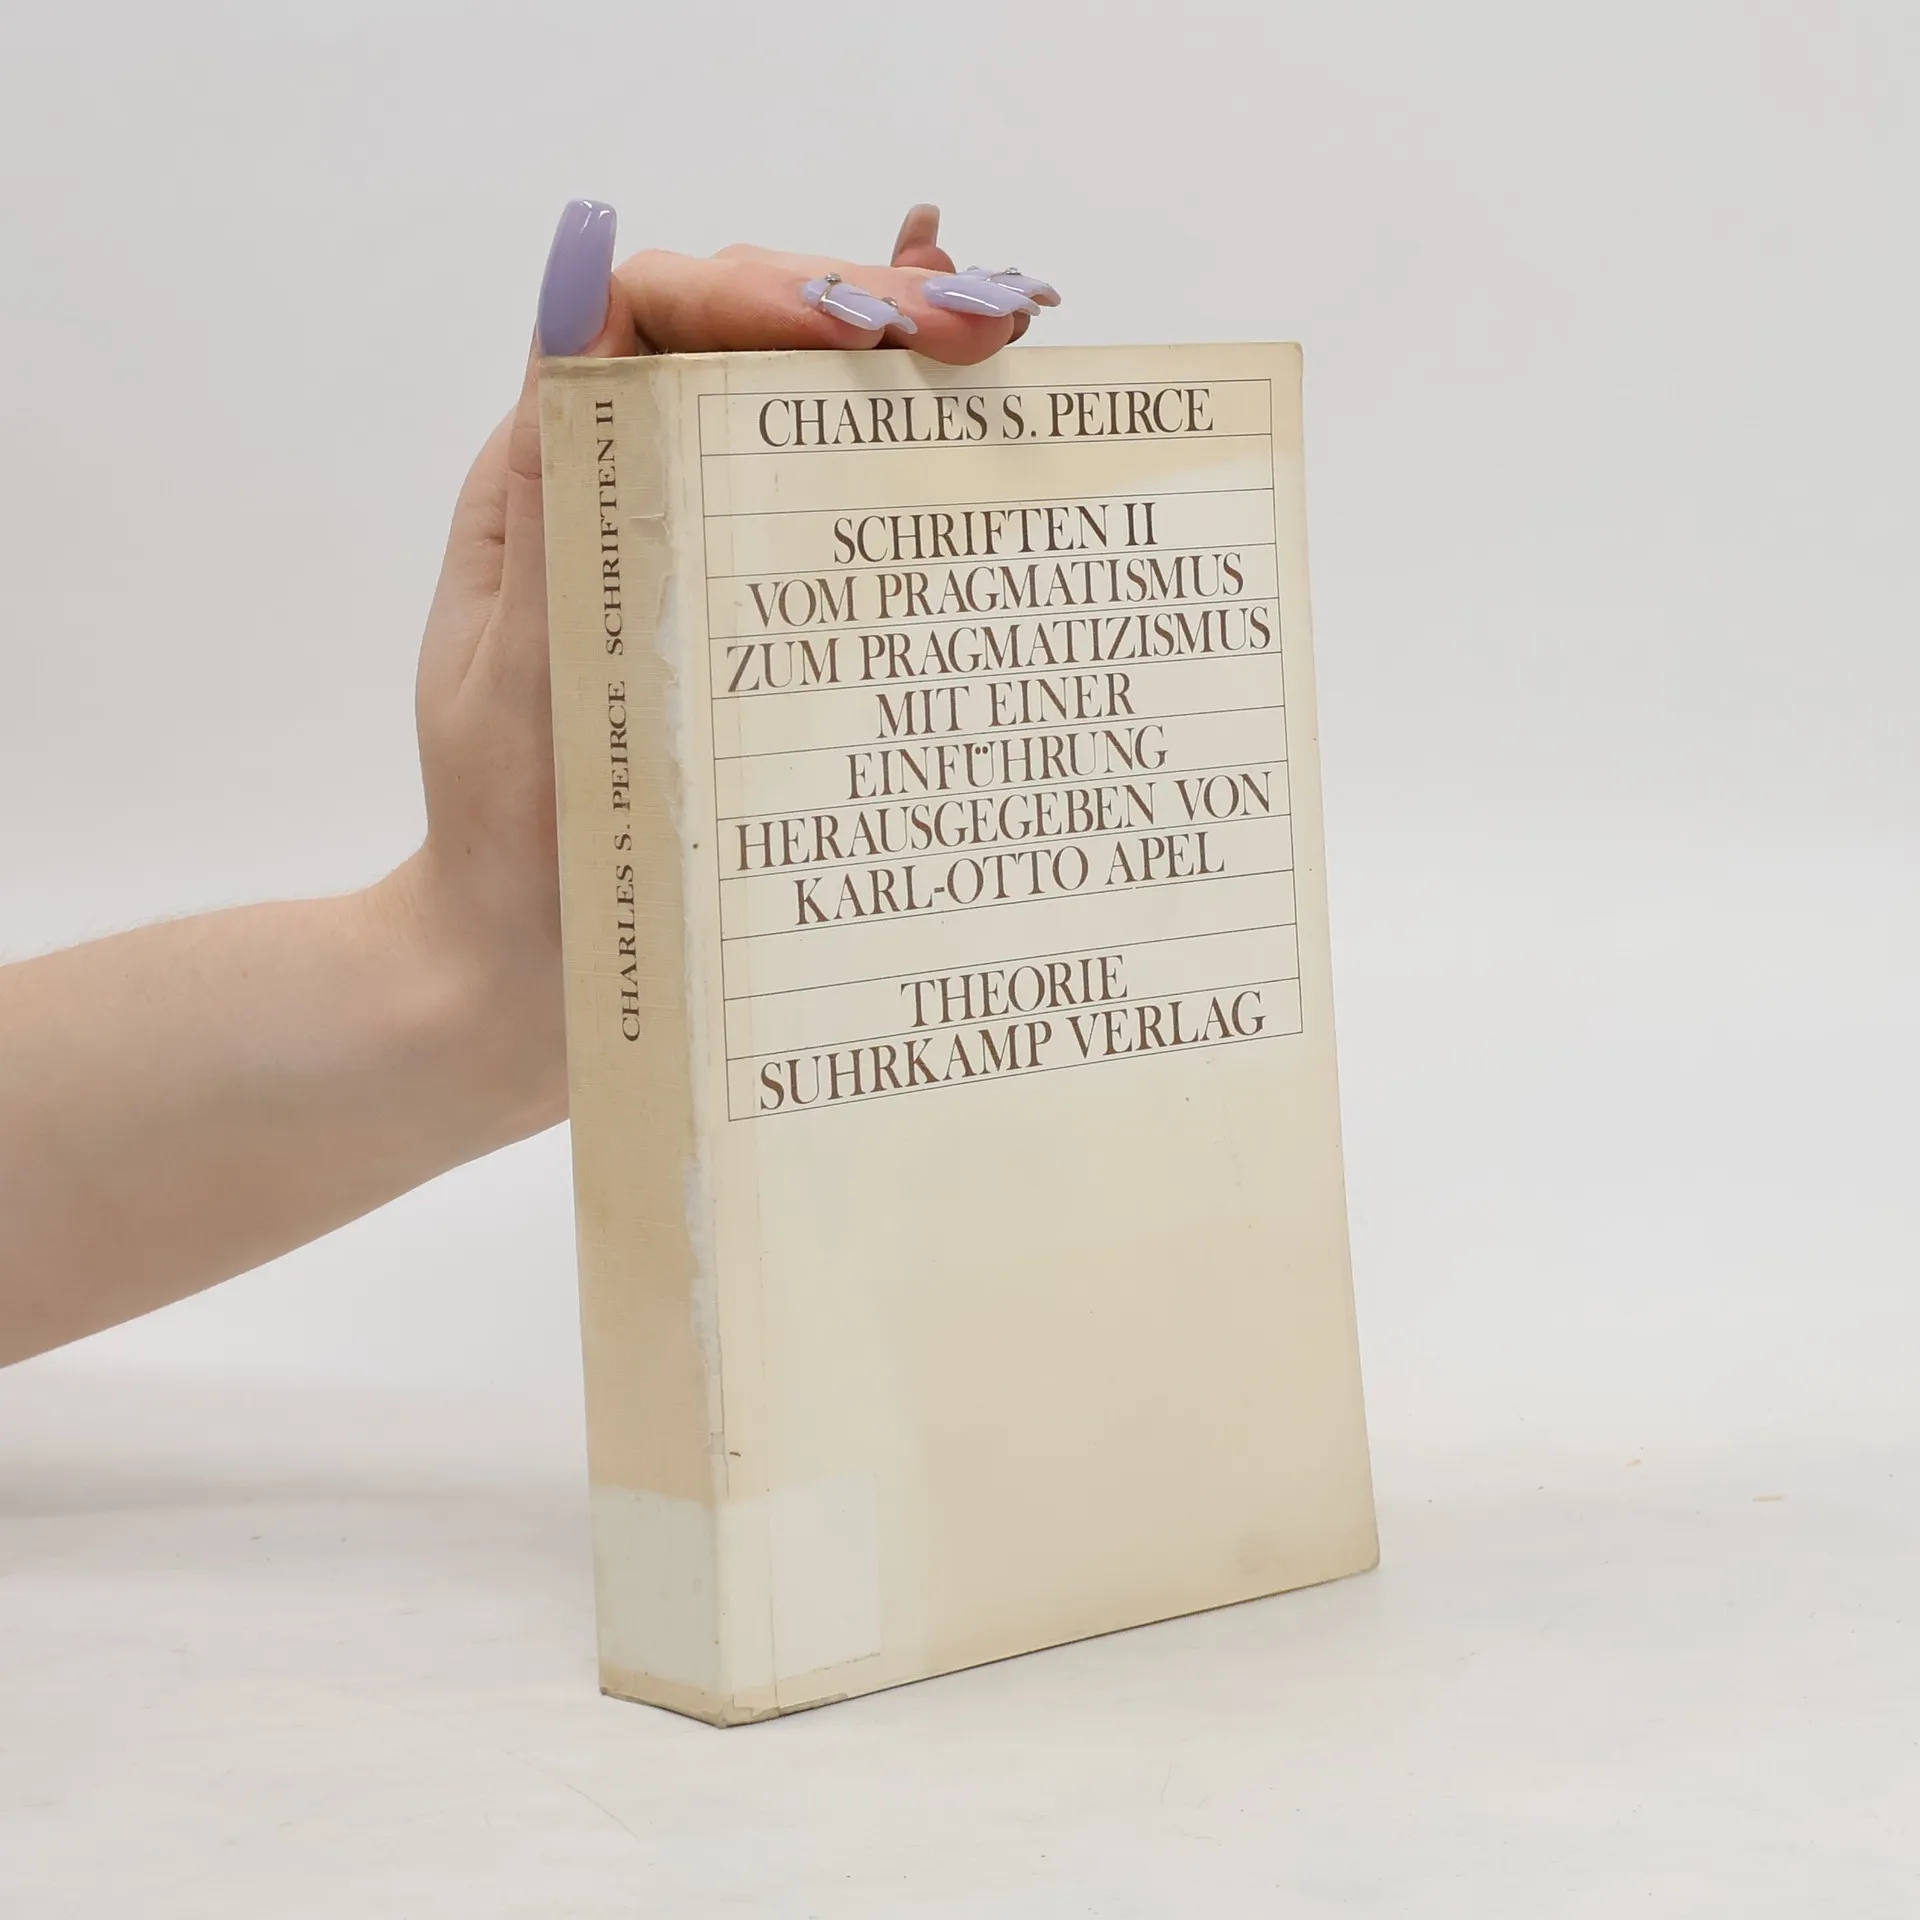 CHARLES S. PEIRCE SCHRIFTEN II
CHARLES S. PEIRCE
SCHRIFTEN II
VOM PRAGMATISMUS
ZUM PRAGMATIZISMUS
MIT EINER
EINFÜHRUNG
HERAUSGEGEBEN VON
KARL-OTTO APEL
THEORIE
SUHRKAMP VERLAG